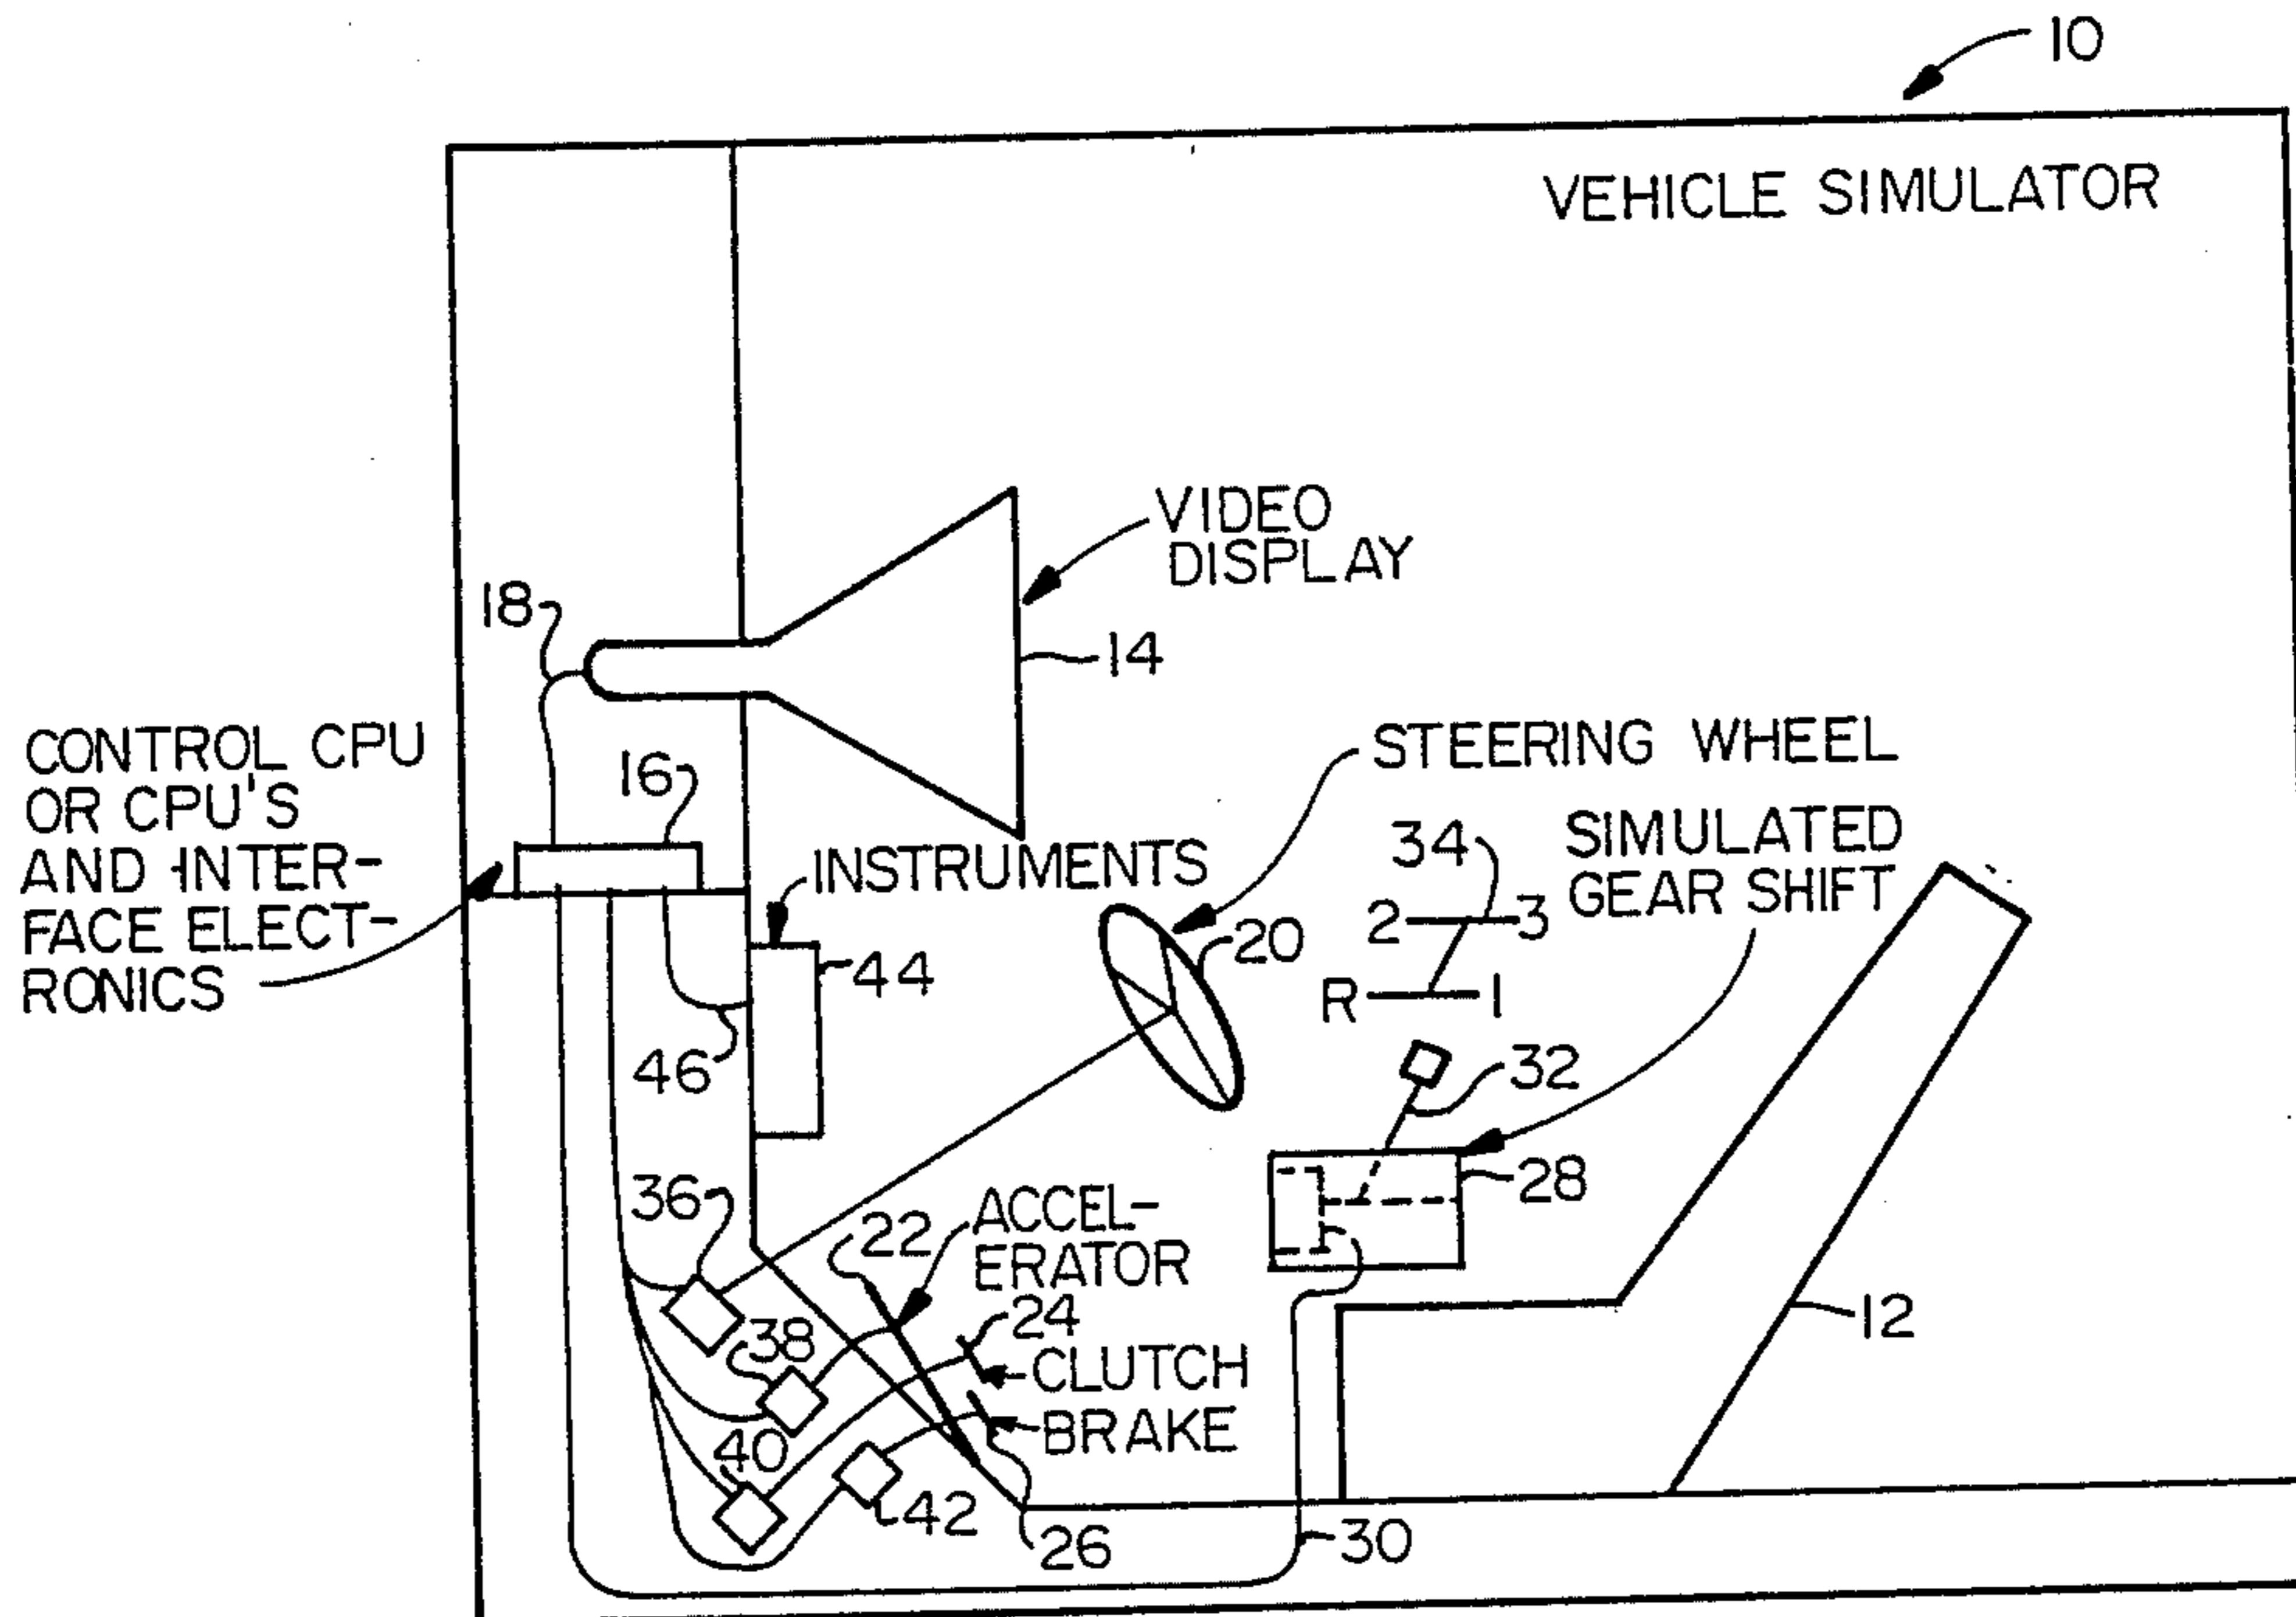 10
VEHICLE SIMULATOR
VIDEO
DISPLAY
18
14
CONTROL CPU
OR CPU'S
AND INTER-
FACE ELECT-
RONICS
16
STEERING WHEEL
INSTRUMENTS
34
SIMULATED
GEAR SHIFT
2 3
R 1
20
44
46
32
28
36
22
ACCEL-
ERATOR
38
24
CLUTCH
12
BRAKE
40
42
26
30